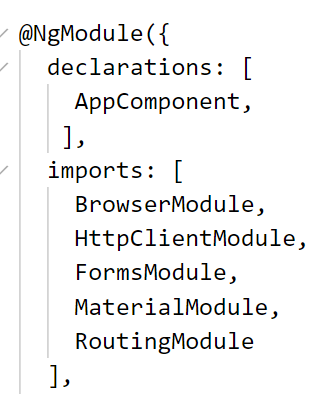 @NgModule({
declarations: [
AppComponent,
],
imports: [
BrowserModule,
HttpClientModule,
FormsModule,
MaterialModule,
RoutingModule
],